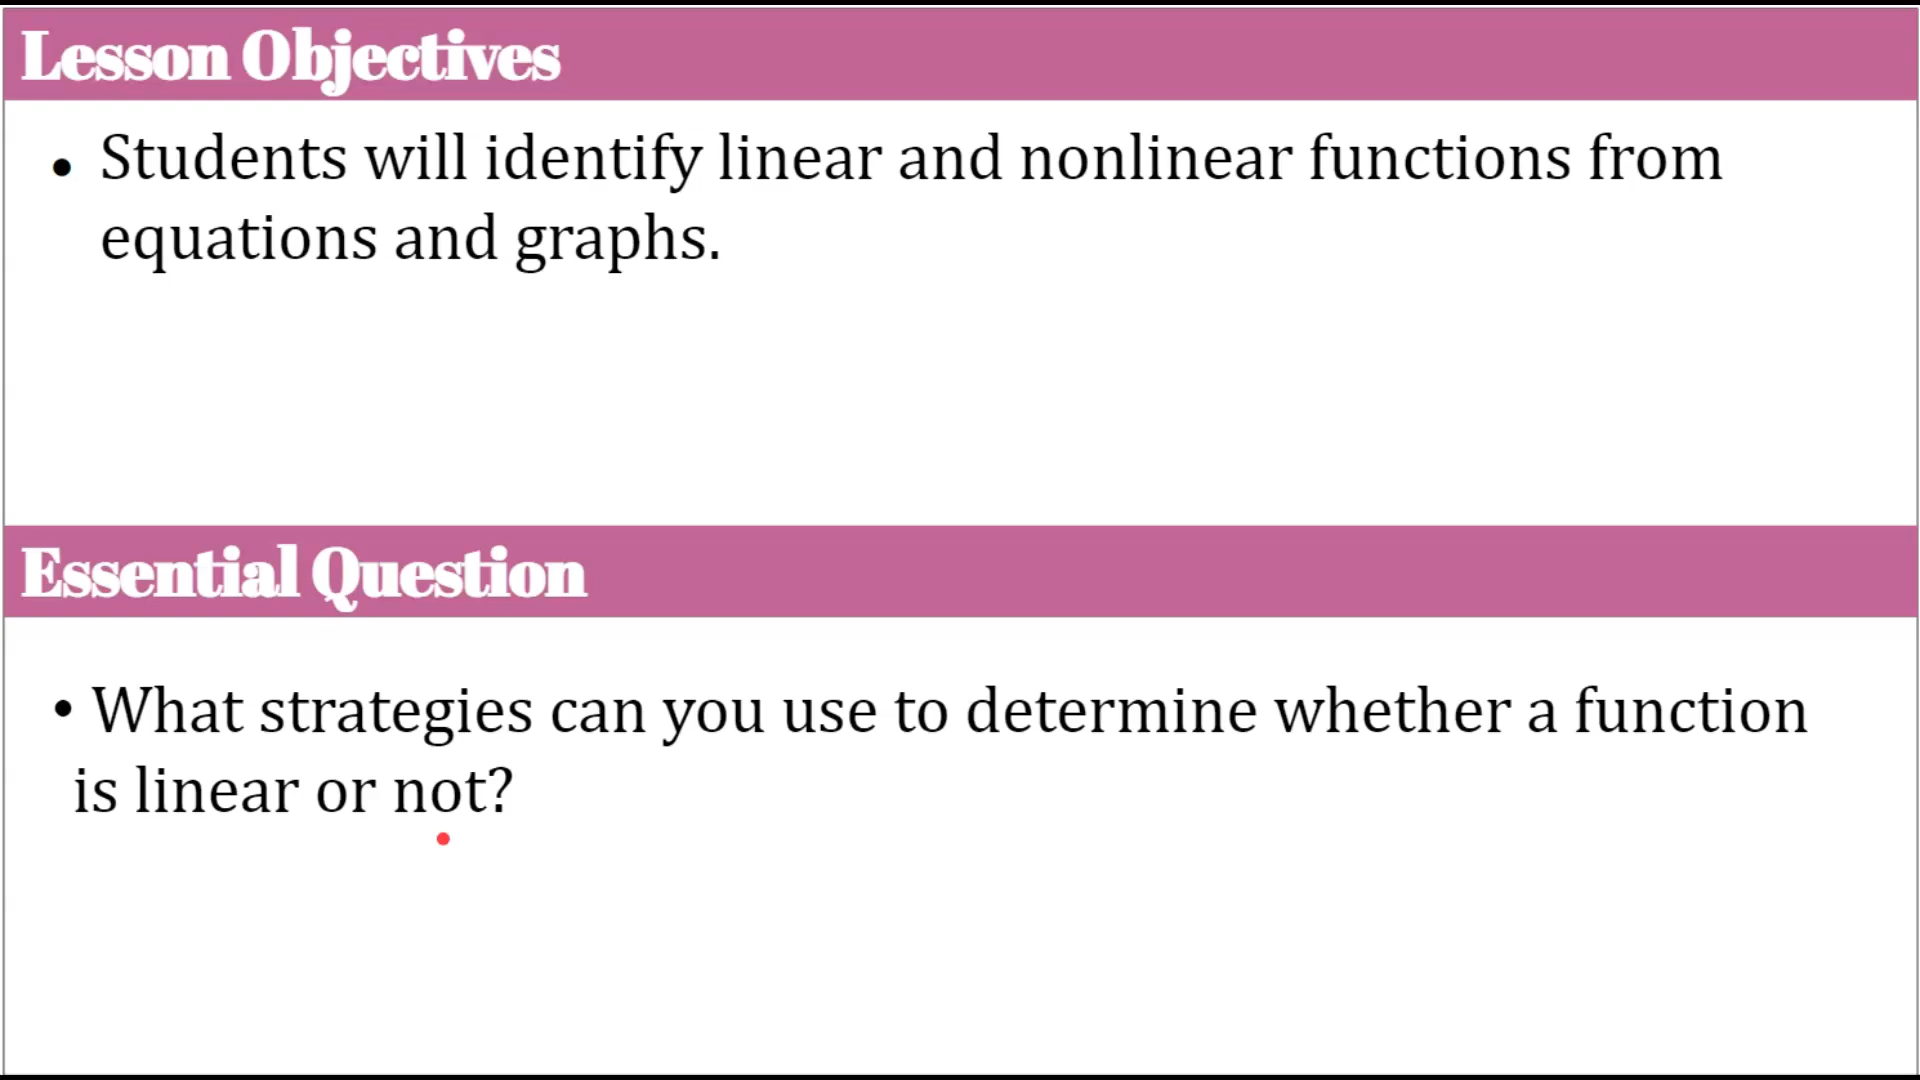 Lesson Objectives
• Students will identify linear and nonlinear functions from
equations and graphs.
Essential Question
• What strategies can you use to determine whether a function
is linear or not?